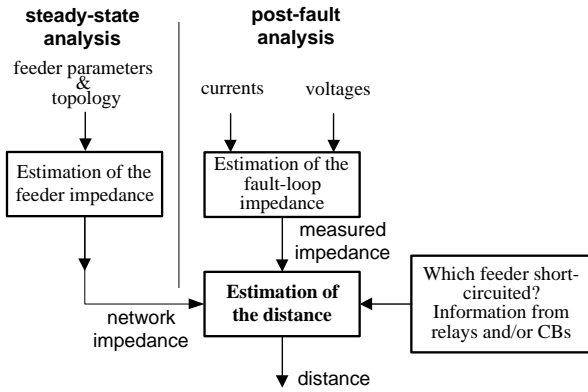 steady-state
analysis
feeder parameters
&
topology
Estimation of the
feeder impedance
network
impedance
post-fault
analysis
currents
voltages
Estimation of the
fault-loop
impedance
measured
impedance
Estimation of
the distance
distance
Which feeder short-
circuited?
Information from
relays and/or CBs